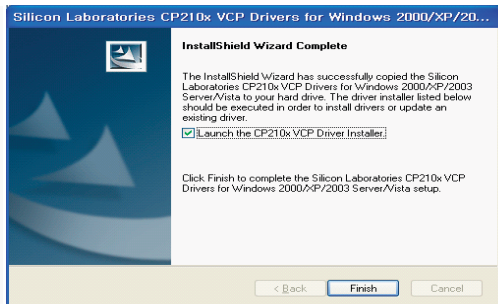 Silicon Laboratories CP210x VCP Drivers for Windows 2000/XP/20...
InstallShield Wizard Complete
The InstallShield Wizard has successfully copied the Silicon
Laboratories CP210x VCP Drivers for Windows 2000/XP/2003
Server/Vista to your hard drive. The driver installer listed below
should be executed in order to install drivers or update an
existing driver.
Launch the CP210x VCP Driver Installer.
Click Finish to complete the Silicon Laboratories CP210x VCP
Drivers for Windows 2000/XP/2003 Server/Vista setup.
< Back Finish Cancel